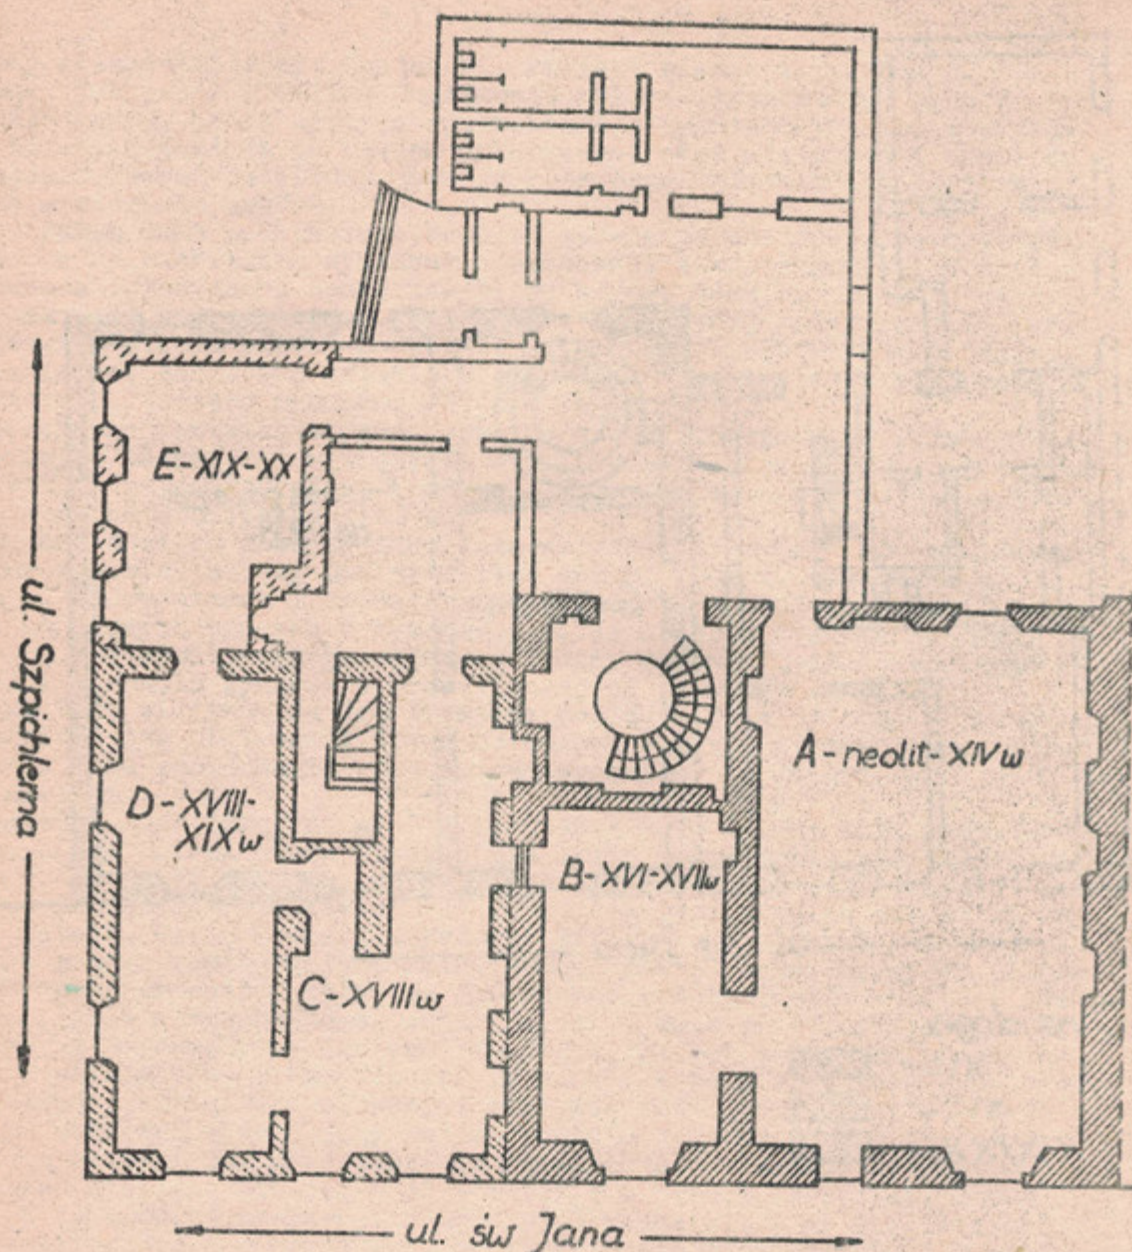 E-XIX-XX
ul. Szpichlerna
A-neolit-XIVw
D-XVIII-
XIXw
B-XVI-XVIIw
C-XVIIIw
ul. św Jana